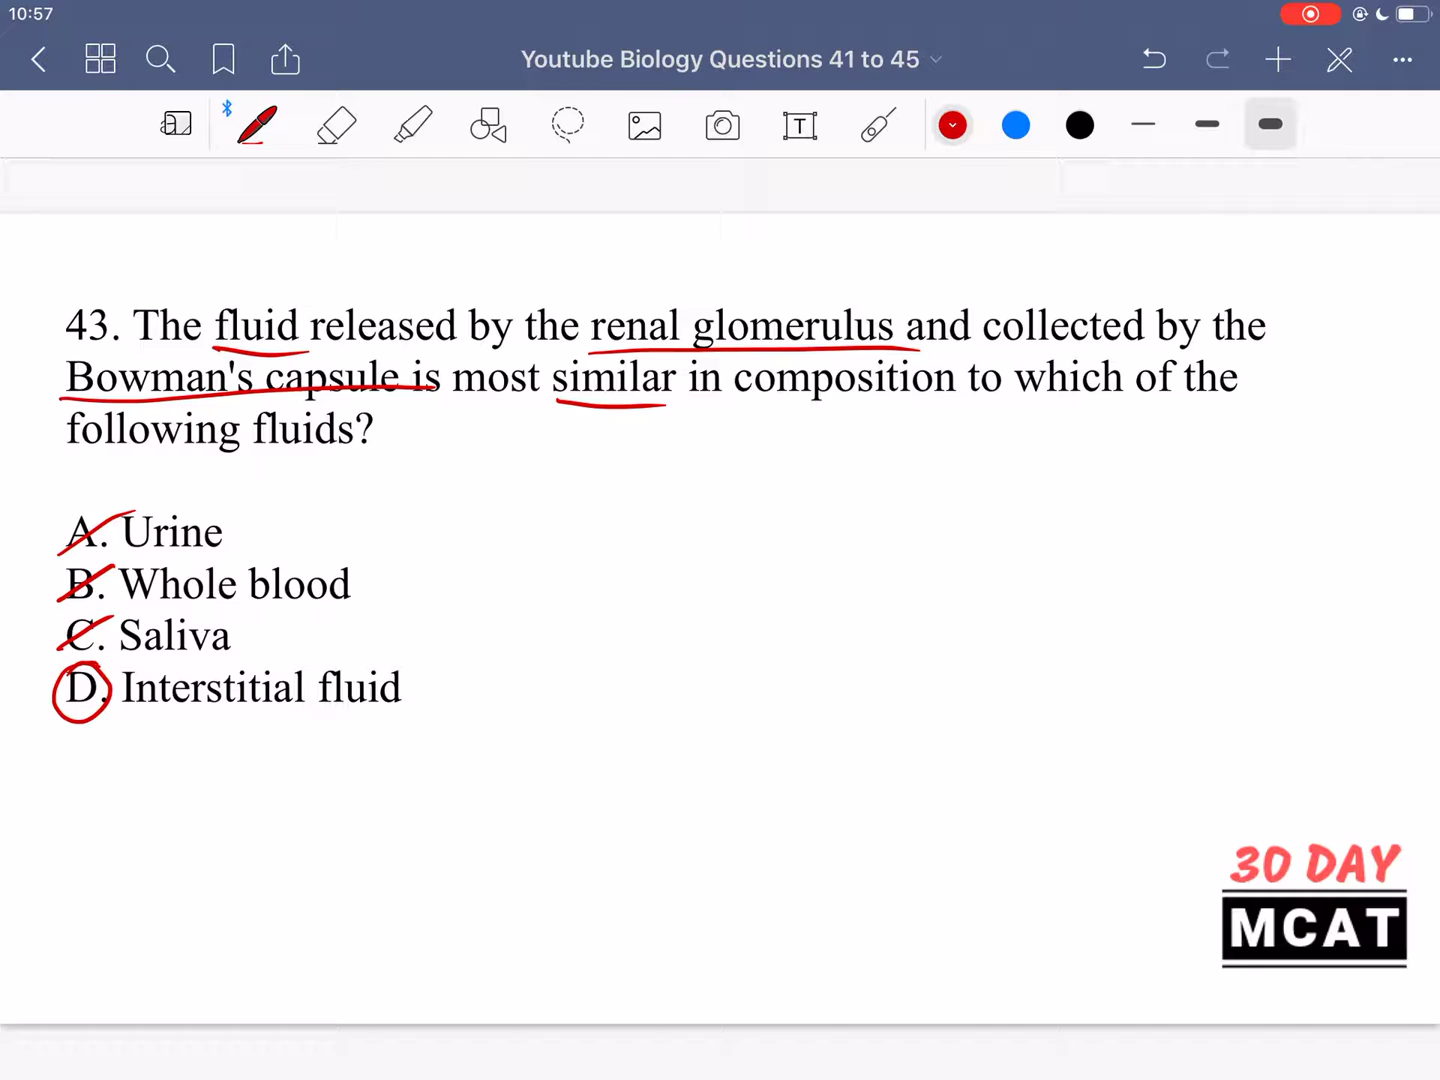 10:57
Youtube Biology Questions 41 to 45
43. The fluid released by the renal glomerulus and collected by the
Bowman's capsule is most similar in composition to which of the
following fluids?
A. Urine
B. Whole blood
C. Saliva
D. Interstitial fluid
30 DAY
MCAT